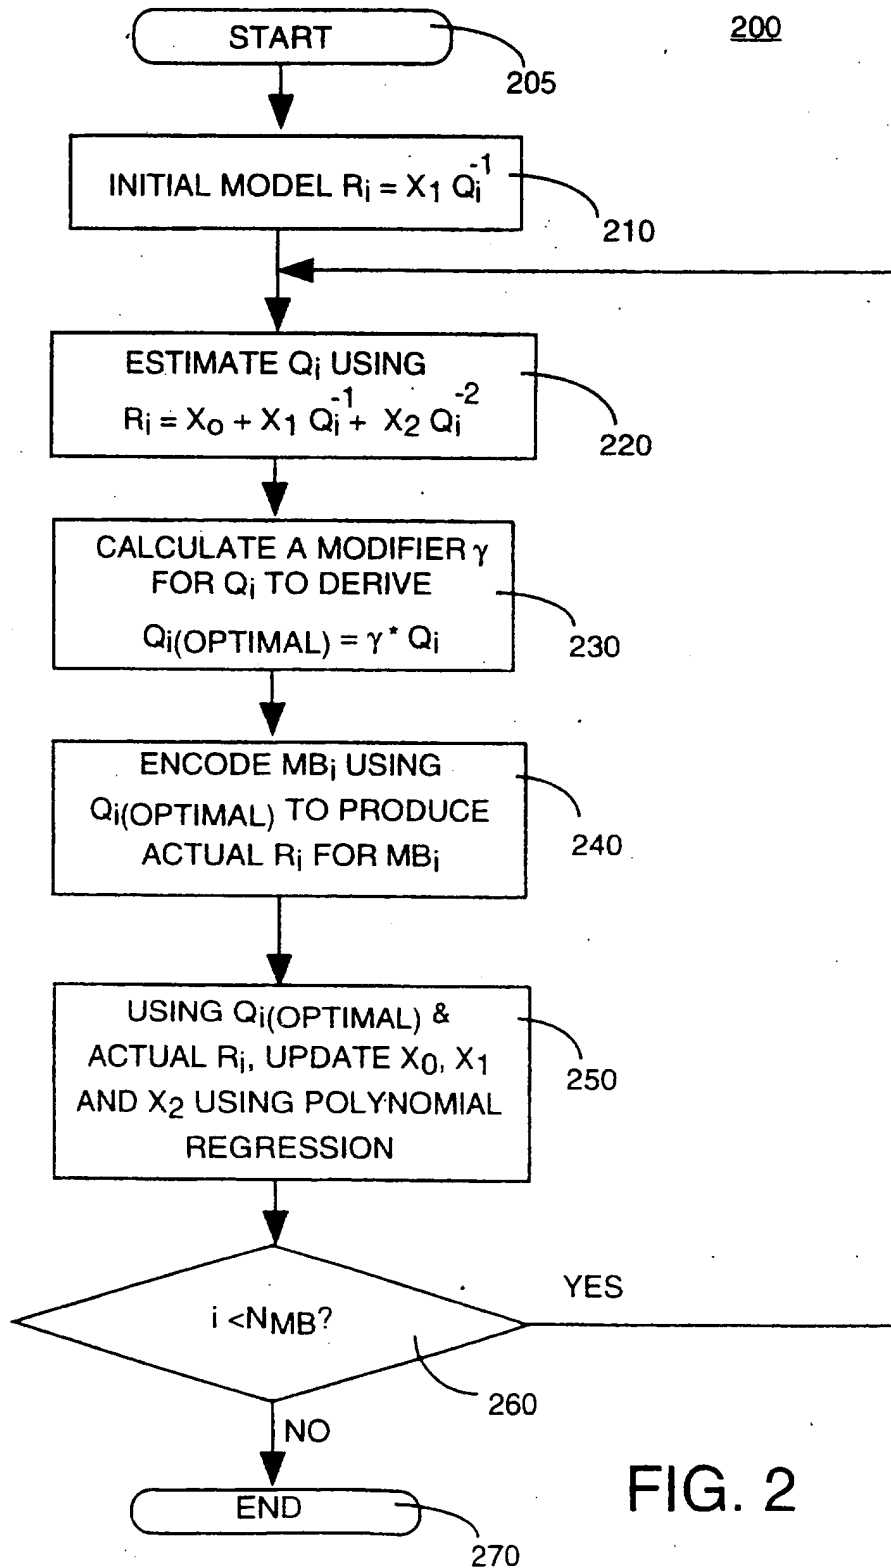 200
START
205
INITIAL MODEL Rᵢ = X₁ Qᵢ⁻¹
210
ESTIMATE Qᵢ USING
Rᵢ = X₀ + X₁ Qᵢ⁻¹ + X₂ Qᵢ⁻²
220
CALCULATE A MODIFIER γ
FOR Qᵢ TO DERIVE
Qᵢ(OPTIMAL) = γ * Qᵢ
230
ENCODE MBᵢ USING
Qᵢ(OPTIMAL) TO PRODUCE
ACTUAL Rᵢ FOR MBᵢ
240
USING Qᵢ(OPTIMAL) &
ACTUAL Rᵢ, UPDATE X₀, X₁
AND X₂ USING POLYNOMIAL
REGRESSION
250
YES
i <NMB?
260
NO
END
270
FIG. 2